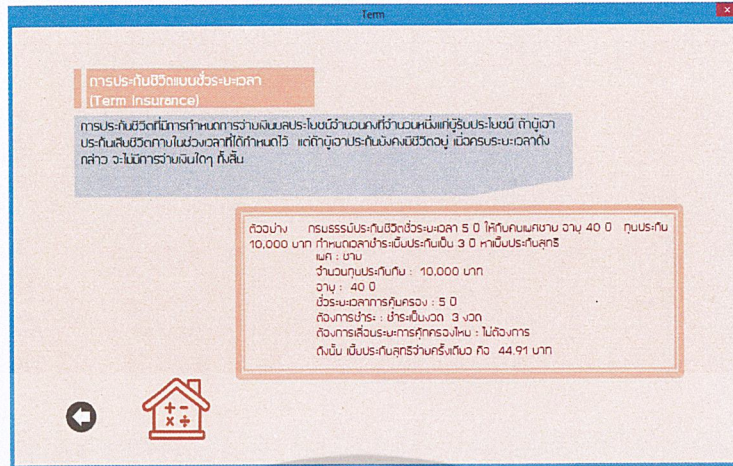 Term
การประกันชีวิตแบบชั่วระยะเวลา
(Term Insurance)
การประกันชีวิตที่มีการกำหนดการจ่ายเงินผลประโยชน์จำนวนคงที่จำนวนหนึ่งแก่ผู้รับประโยชน์ ถ้าผู้เอา
ประกันเสียชีวิตภายในช่วงเวลาที่ได้กำหนดไว้ แต่ถ้าผู้เอาประกันยังคงมีชีวิตอยู่ เมื่อครบระยะเวลาดัง
กล่าว จะไม่มีการจ่ายเงินใดๆ ทั้งสิ้น
ตัวอย่าง กรมธรรม์ประกันชีวิตชั่วระยะเวลา 5 ปี ให้กับคนเพศชาย อายุ 40 ปี ทุนประกัน
10,000 บาท กำหนดเวลาชำระเบี้ยประกันเป็น 3 ปี หาเบี้ยประกันสุทธิ
เพศ : ชาย
จำนวนทุนประกันภัย : 10,000 บาท
อายุ : 40 ปี
ชั่วระยะเวลาการคุ้มครอง : 5 ปี
ต้องการชำระ : ชำระเป็นงวด 3 งวด
ต้องการเลื่อนระยะการคุ้กครองไหม : ไม่ต้องการ
ดังนั้น เบี้ยประกันสุทธิจ่ายครั้งเดียว คือ 44.91 บาท